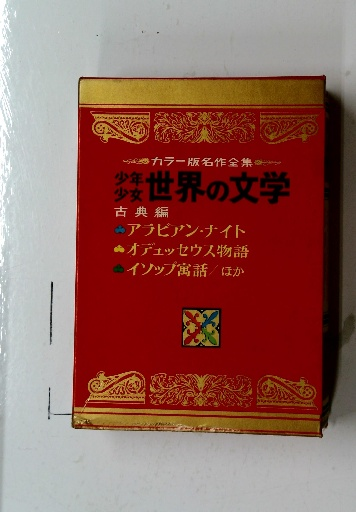 カラー版名作全集
少年少女 世界の文学
古典編
アラビアン・ナイト
オデュッセウス物語
イソップ寓話／ほか